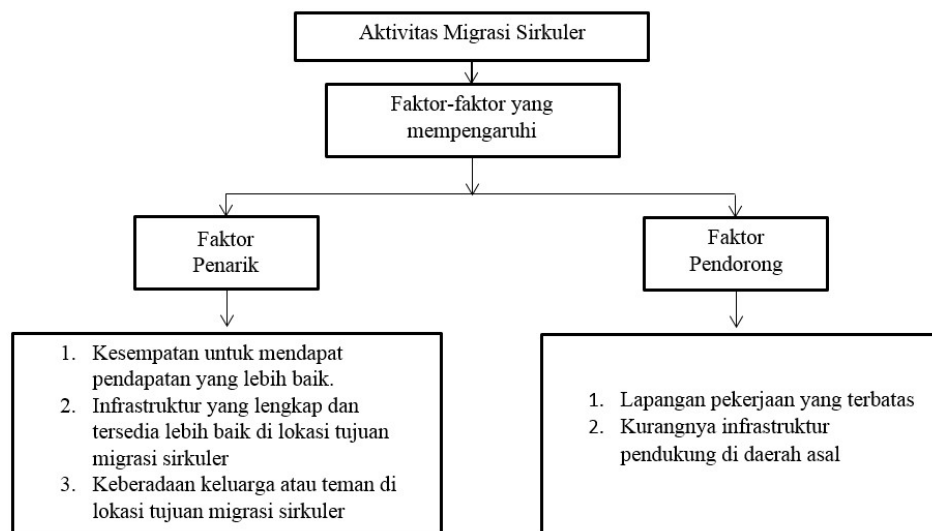 Aktivitas Migrasi Sirkuler
Faktor-faktor yang
mempengaruhi
Faktor
Penarik
Faktor
Pendorong
1. Kesempatan untuk mendapat
pendapatan yang lebih baik.
2. Infrastruktur yang lengkap dan
tersedia lebih baik di lokasi tujuan
migrasi sirkuler
3. Keberadaan keluarga atau teman di
lokasi tujuan migrasi sirkuler
1. Lapangan pekerjaan yang terbatas
2. Kurangnya infrastruktur
pendukung di daerah asal